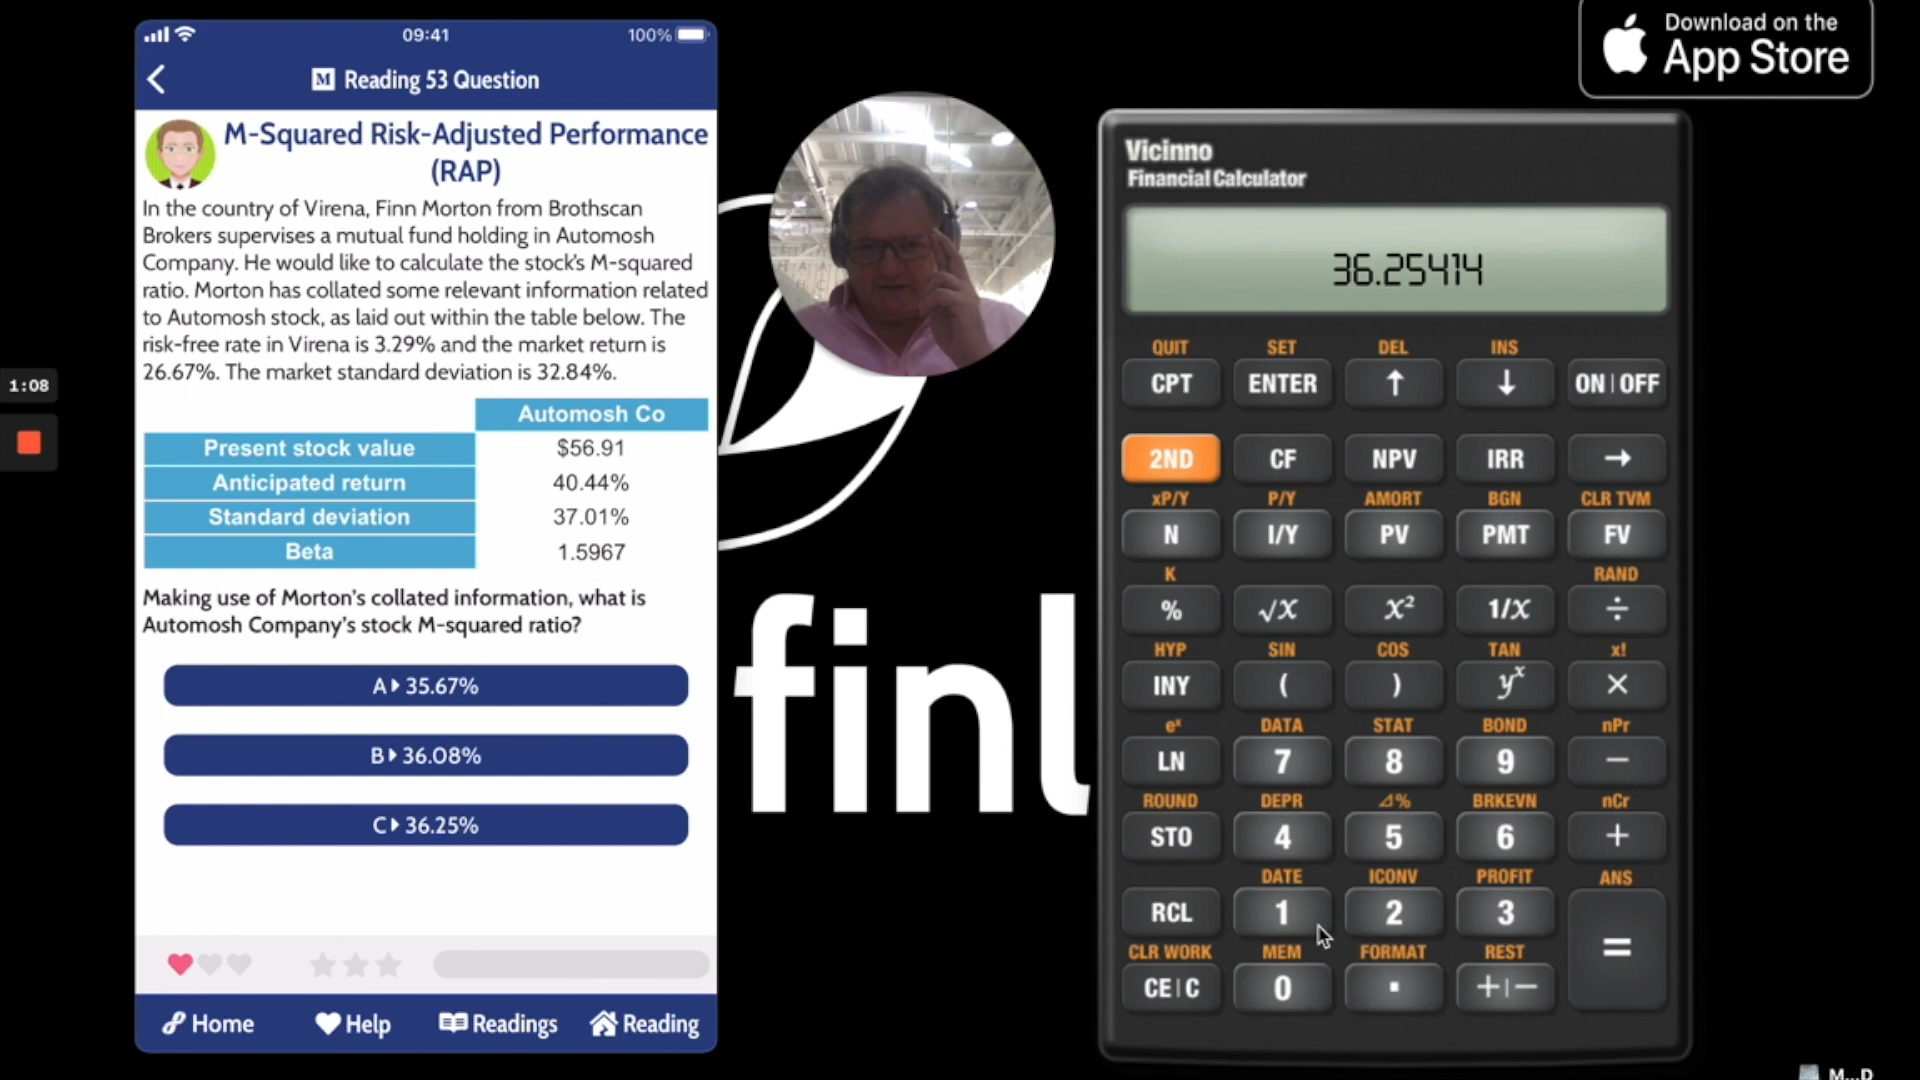 09:41
100%
M Reading 53 Question
M-Squared Risk-Adjusted Performance
(RAP)
In the country of Virena, Finn Morton from Brothscan
Brokers supervises a mutual fund holding in Automosh
Company. He would like to calculate the stock's M-squared
ratio. Morton has collated some relevant information related
to Automosh stock, as laid out within the table below. The
risk-free rate in Virena is 3.29% and the market return is
26.67%. The market standard deviation is 32.84%.
Automosh Co
Present stock value $56.91
Anticipated return 40.44%
Standard deviation 37.01%
Beta 1.5967
Making use of Morton's collated information, what is
Automosh Company's stock M-squared ratio?
A 35.67%
B 36.08%
C 36.25%
Home Help Readings Reading
1:08
finl
Download on the
App Store
Vicinno
Financial Calculator
36.25414
QUIT SET DEL INS
CPT ENTER ↑ ↓ ON|OFF
2ND CF NPV IRR →
xP/Y P/Y AMORT BGN CLR TVM
N I/Y PV PMT FV
K RAND
% √x x² 1/x ÷
HYP SIN COS TAN x!
INY ( ) yˣ ×
eˣ DATA STAT BOND nPr
LN 7 8 9 −
ROUND DEPR ⊿% BRKEVN nCr
STO 4 5 6 +
DATE ICONV PROFIT ANS
RCL 1 2 3 =
CLR WORK MEM FORMAT REST
CE|C 0 . +|−
M...D